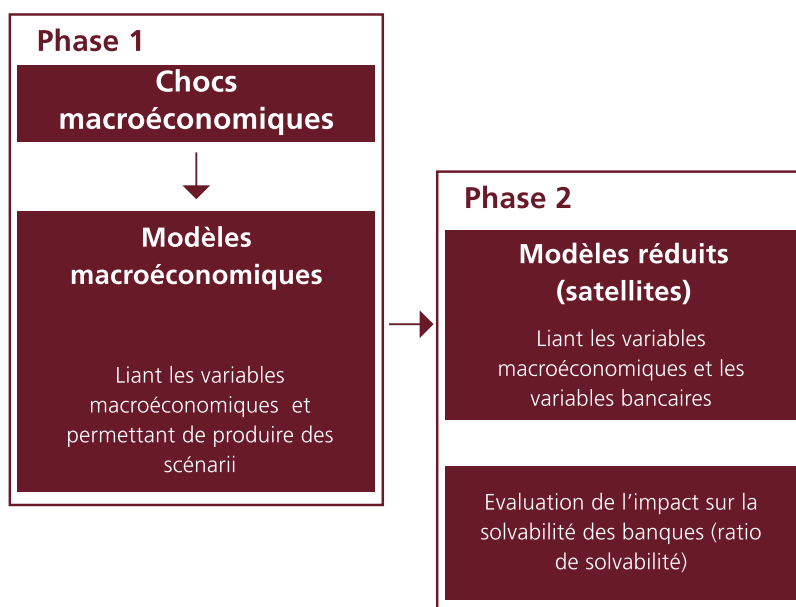 Phase 1
Chocs
macroéconomiques
Modèles
macroéconomiques
Liant les variables
macroéconomiques et
permettant de produire des
scénarii
Phase 2
Modèles réduits
(satellites)
Liant les variables
macroéconomiques et les
variables bancaires
Evaluation de l’impact sur la
solvabilité des banques (ratio
de solvabilité)